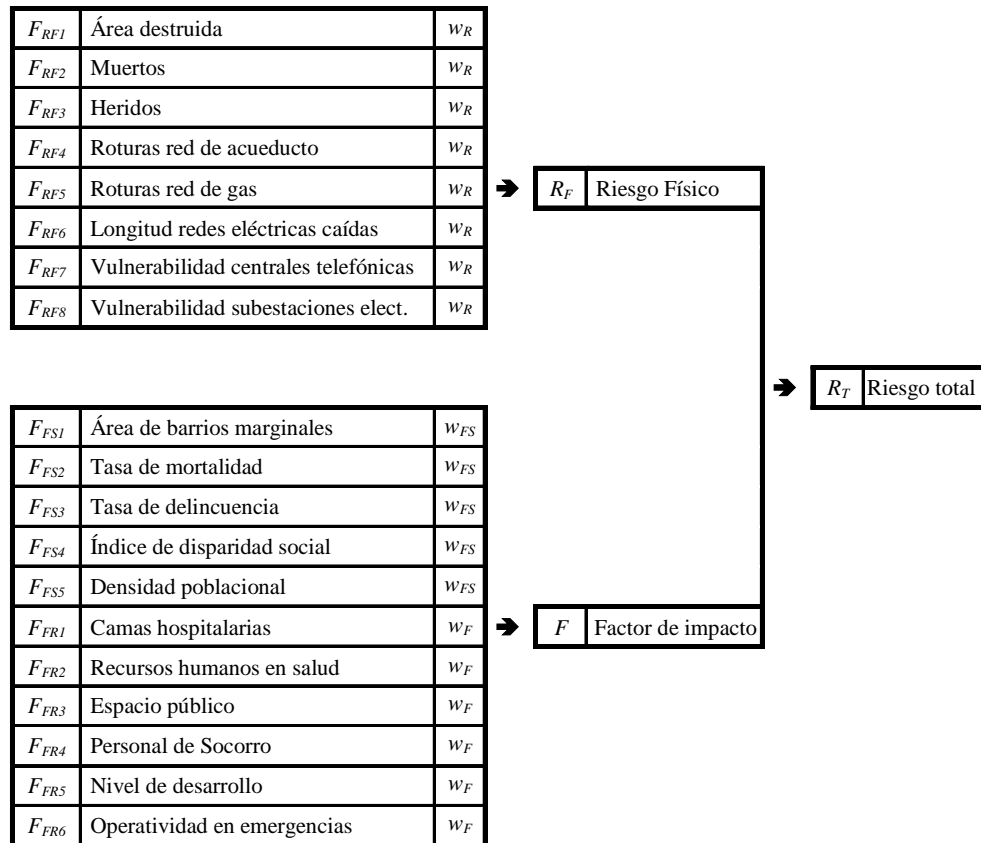 F_RF1 Área destruida w_R
F_RF2 Muertos w_R
F_RF3 Heridos w_R
F_RF4 Roturas red de acueducto w_R
F_RF5 Roturas red de gas w_R
F_RF6 Longitud redes eléctricas caídas w_R
F_RF7 Vulnerabilidad centrales telefónicas w_R
F_RF8 Vulnerabilidad subestaciones elect. w_R
➔ R_F Riesgo Físico
F_FS1 Área de barrios marginales w_FS
F_FS2 Tasa de mortalidad w_FS
F_FS3 Tasa de delincuencia w_FS
F_FS4 Índice de disparidad social w_FS
F_FS5 Densidad poblacional w_FS
F_FR1 Camas hospitalarias w_F
F_FR2 Recursos humanos en salud w_F
F_FR3 Espacio público w_F
F_FR4 Personal de Socorro w_F
F_FR5 Nivel de desarrollo w_F
F_FR6 Operatividad en emergencias w_F
➔ F Factor de impacto
➔ R_T Riesgo total